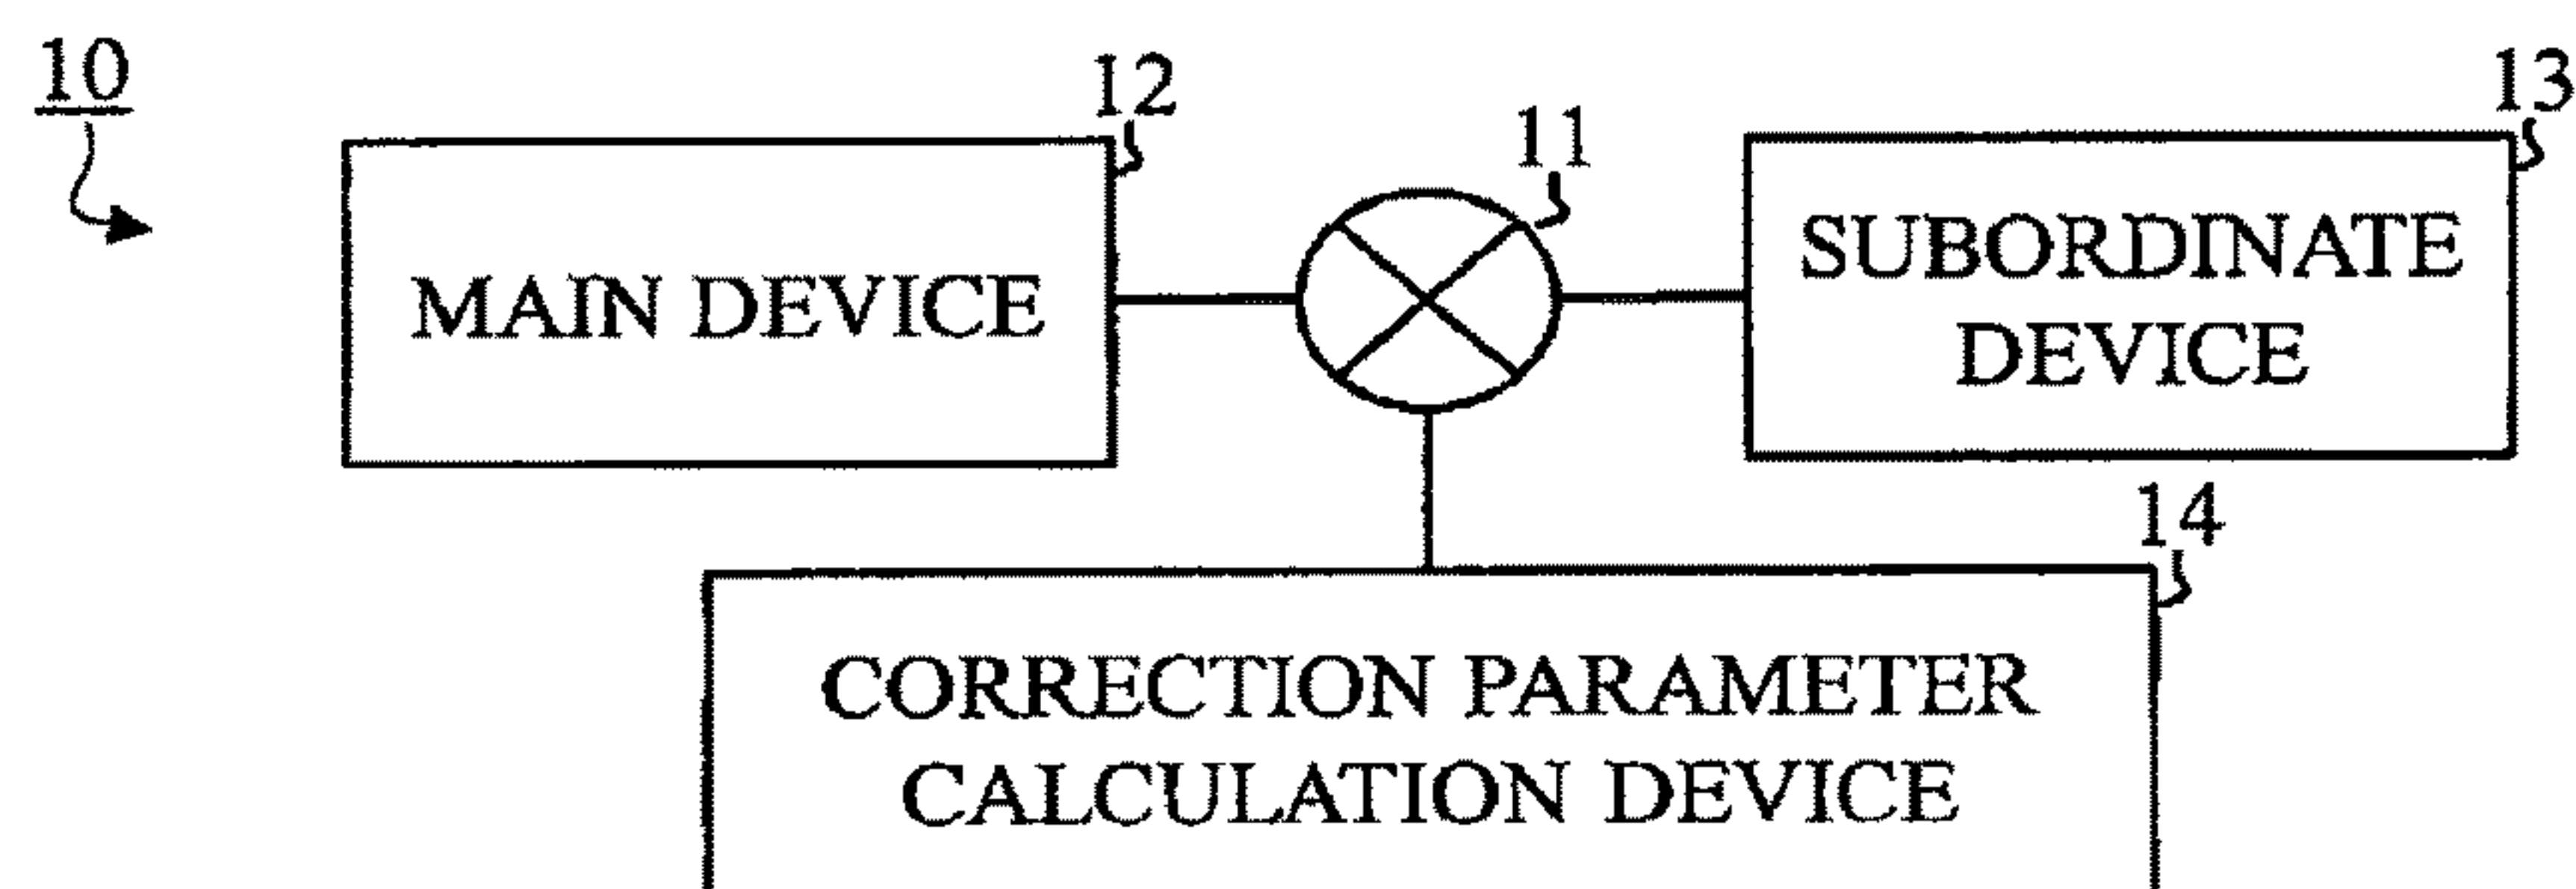 10
12
11
13
MAIN DEVICE
SUBORDINATE
DEVICE
14
CORRECTION PARAMETER
CALCULATION DEVICE